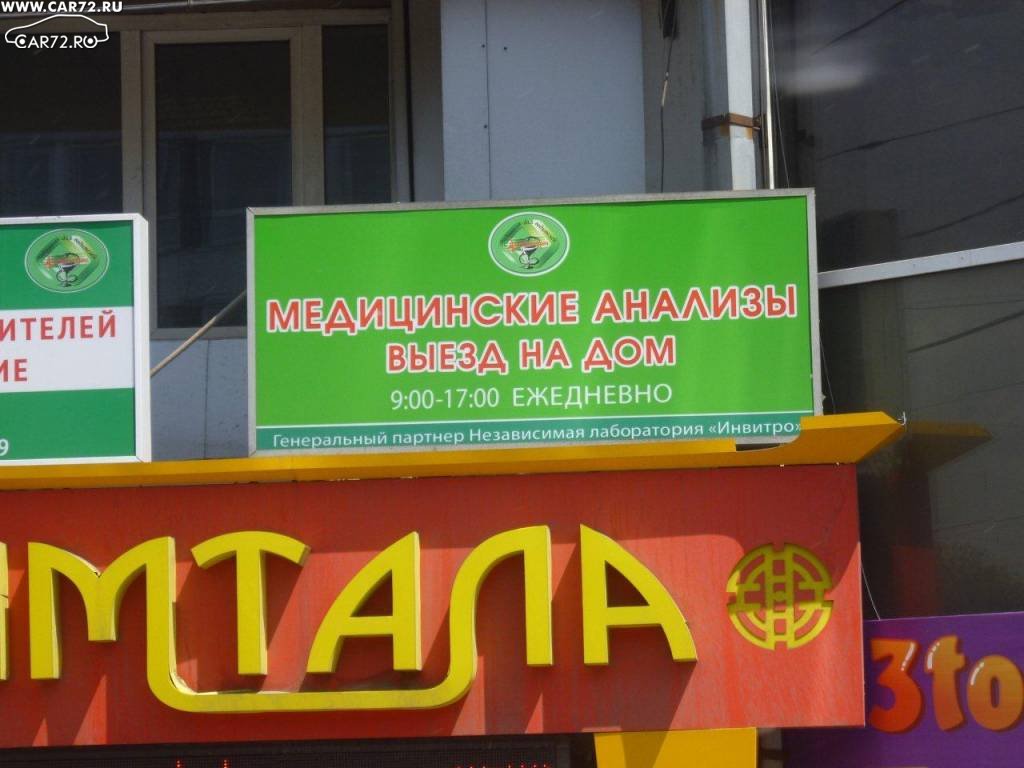 WWW.CAR72.RU
CAR72.RU
ИТЕЛЕЙ
ИЕ
9
МЕДИЦИНСКИЕ АНАЛИЗЫ
ВЫЕЗД НА ДОМ
9:00-17:00 ЕЖЕДНЕВНО
Генеральный партнер Независимая лаборатория «Инвитро»
МТАЛА
3to